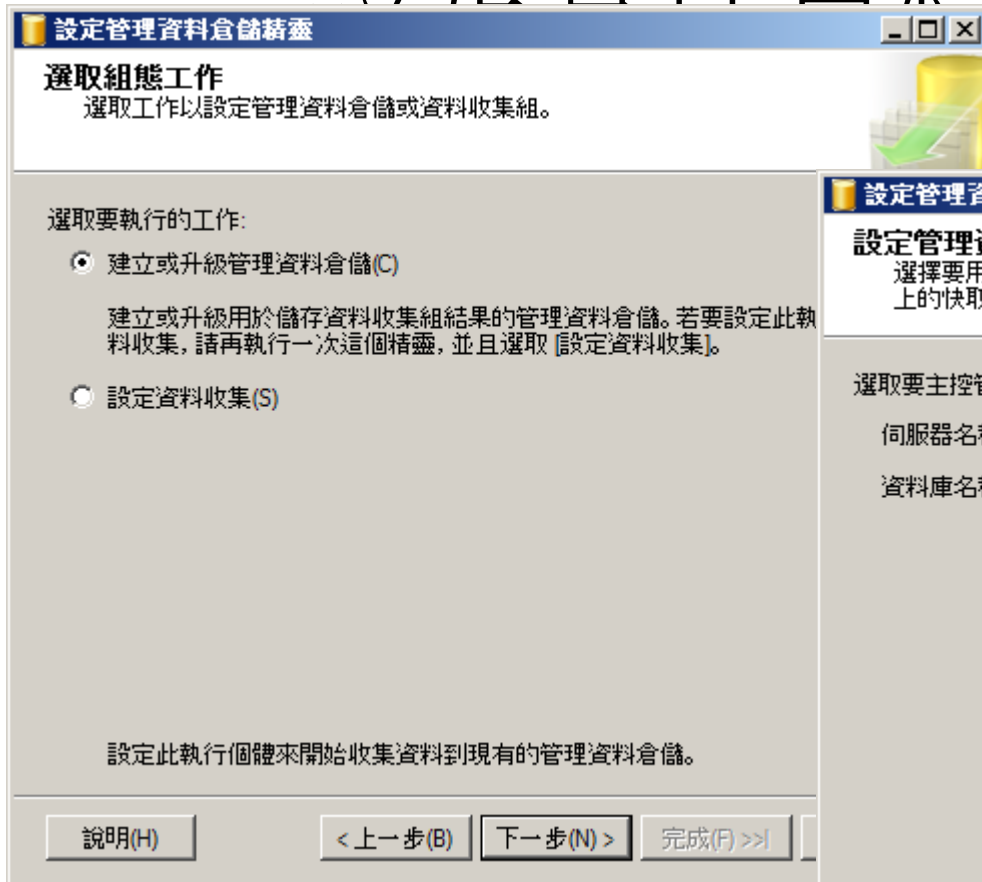 設定管理資料倉儲精靈
選取組態工作
選取工作以設定管理資料倉儲或資料收集組。
選取要執行的工作:
建立或升級管理資料倉儲(C)
建立或升級用於儲存資料收集組結果的管理資料倉儲。若要設定此執
料收集, 請再執行一次這個精靈, 並且選取 [設定資料收集]。
設定資料收集(S)
設定此執行個體來開始收集資料到現有的管理資料倉儲。
說明(H)
< 上一步(B)
下一步(N) >
完成(F) >>|
設定管理資
設定管理資
選擇要用
上的快取
選取要主控管
伺服器名稱
資料庫名稱